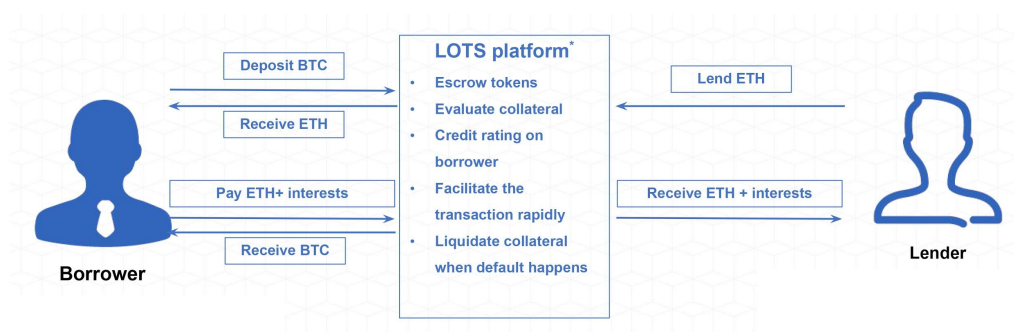 LOTS platform*
Deposit BTC
Lend ETH
• Escrow tokens
• Evaluate collateral
Receive ETH
• Credit rating on
borrower
• Facilitate the
Pay ETH+ interests
Receive ETH + interests
transaction rapidly
• Liquidate collateral
Receive BTC
when default happens
Borrower
Lender